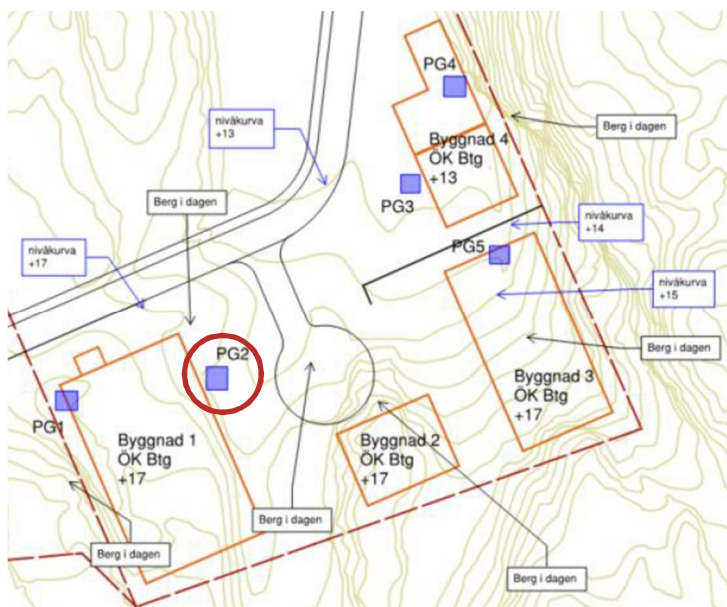 PG4
nivåkurva
+13
Berg i dagen
Byggnad 4
ÖK Btg
+13
Berg i dagen
PG3
nivåkurva
+14
nivåkurva
+17
PG5
nivåkurva
+15
PG2
Berg i dagen
PG1
Byggnad 3
ÖK Btg
+17
Byggnad 1
ÖK Btg
+17
Byggnad 2
ÖK Btg
+17
Berg i dagen
Berg i dagen
Berg i dagen